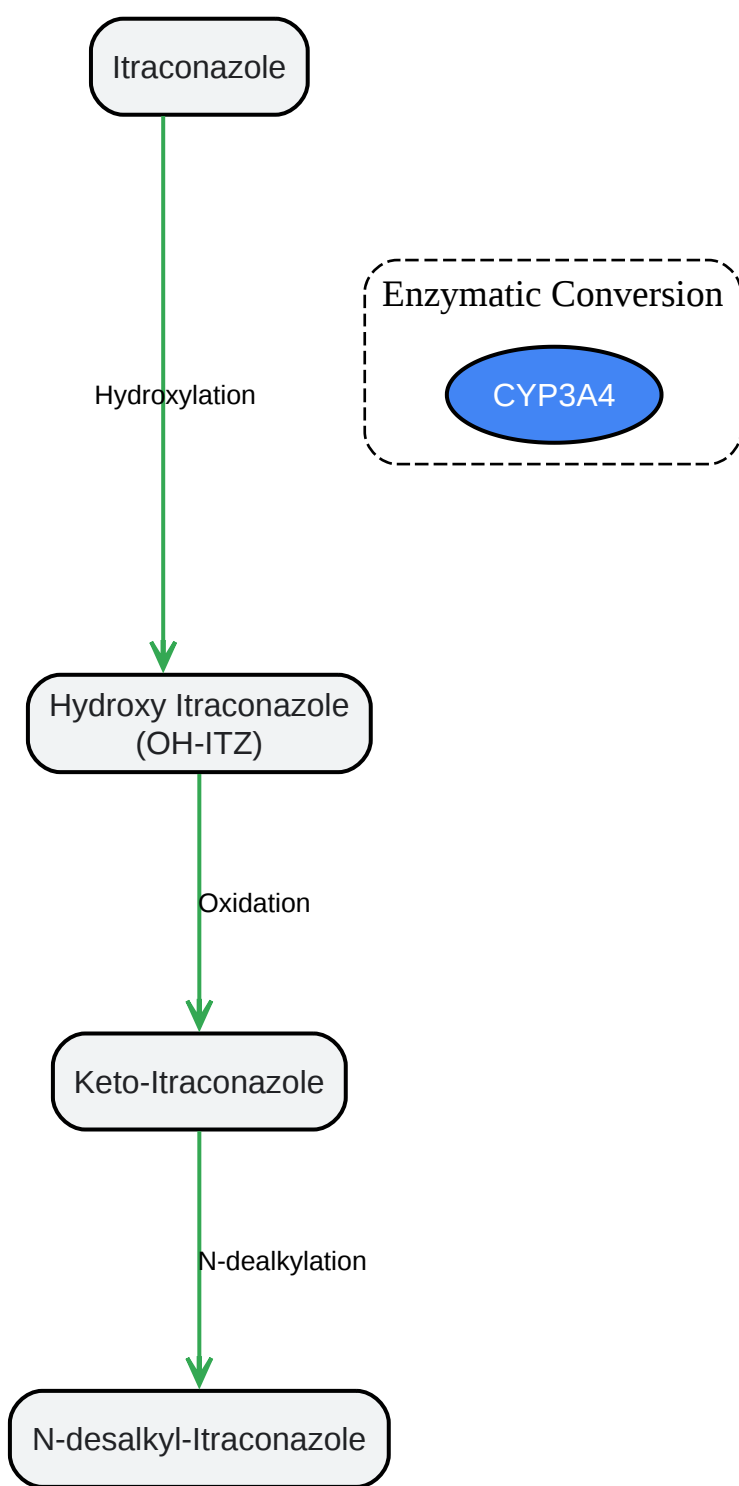 Itraconazole
Enzymatic Conversion
Hydroxylation
CYP3A4
Hydroxy Itraconazole
(OH-ITZ)
Oxidation
Keto-Itraconazole
N-dealkylation
N-desalkyl-Itraconazole